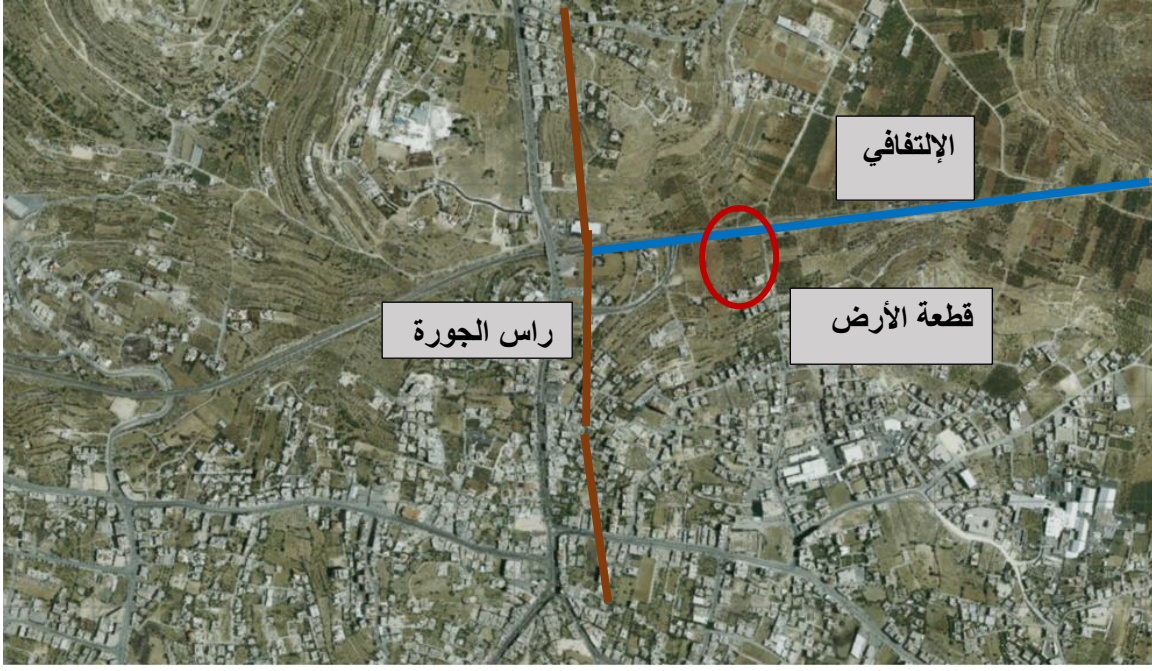 الإلتفافي
قطعة الأرض
راس الجورة